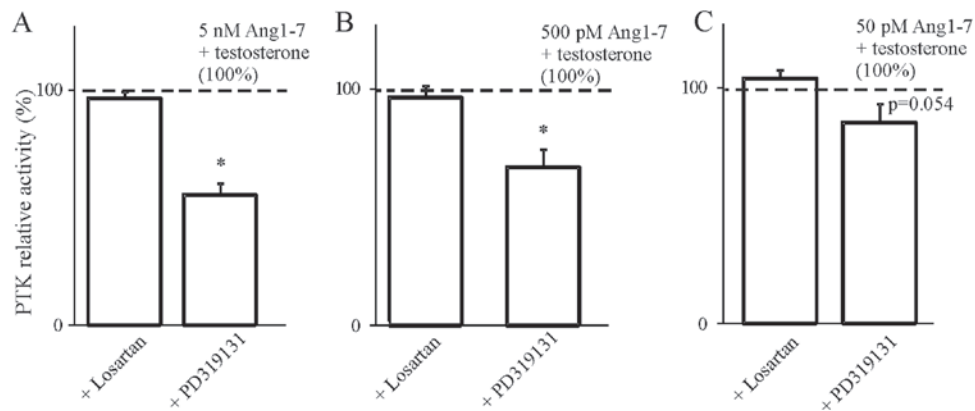 A
5 nM Ang1-7
+ testosterone
(100%)
100
0
*
PTK relative activity (%)
+ Losartan
+ PD319131
B
500 pM Ang1-7
+ testosterone
(100%)
100
0
*
+ Losartan
+ PD319131
C
50 pM Ang1-7
+ testosterone
(100%)
100
p=0.054
0
+ Losartan
+ PD319131